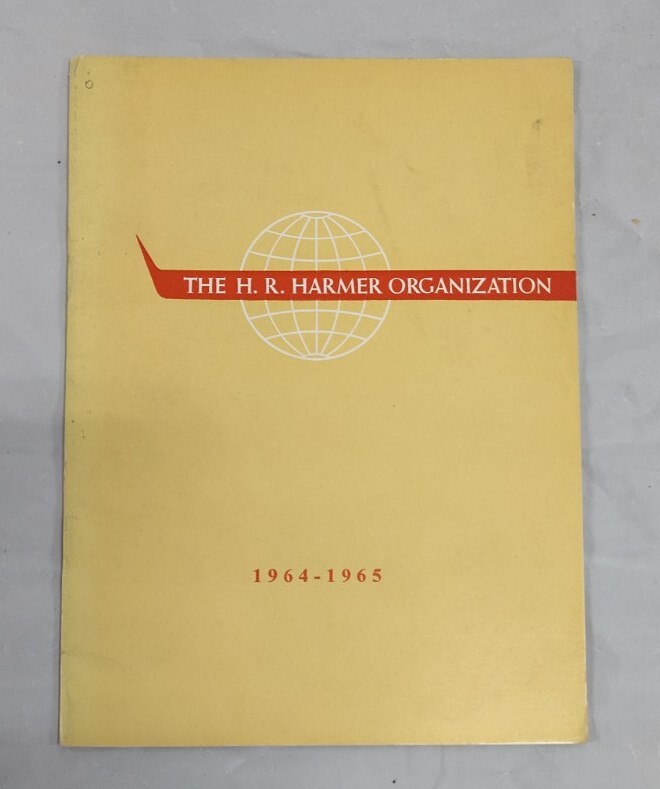 THE H. R. HARMER ORGANIZATION
1964-1965